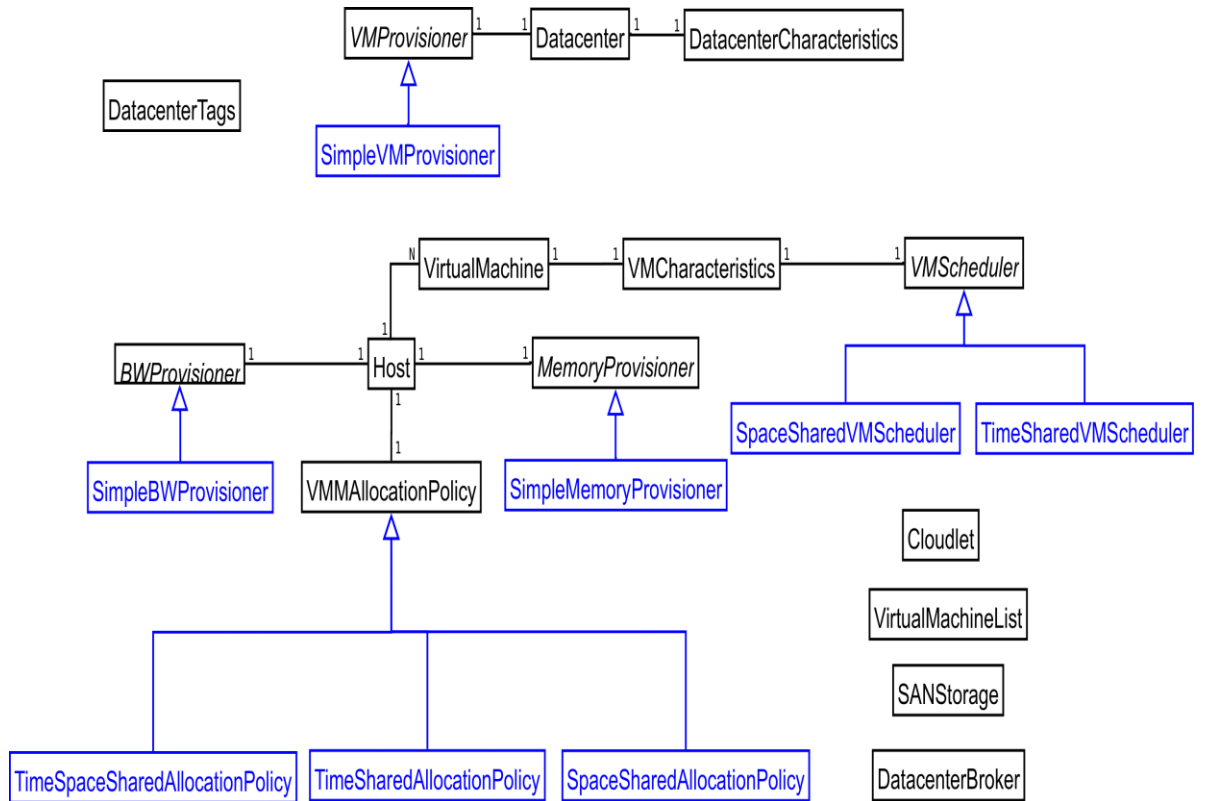 VMProvisioner 1 1 Datacenter 1 1 DatacenterCharacteristics
DatacenterTags
SimpleVMProvisioner
N VirtualMachine 1 1 VMCharacteristics 1 1 VMScheduler
1
BWProvisioner 1 1 Host 1 1 MemoryProvisioner
1
SpaceSharedVMScheduler TimeSharedVMScheduler
1
SimpleBWProvisioner VMMAllocationPolicy SimpleMemoryProvisioner
Cloudlet
VirtualMachineList
SANStorage
TimeSpaceSharedAllocationPolicy TimeSharedAllocationPolicy SpaceSharedAllocationPolicy DatacenterBroker